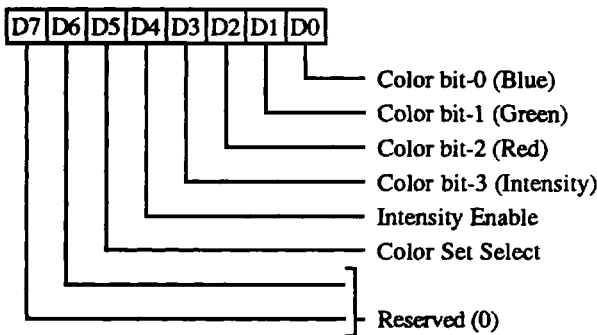 D7 D6 D5 D4 D3 D2 D1 D0
Color bit-0 (Blue)
Color bit-1 (Green)
Color bit-2 (Red)
Color bit-3 (Intensity)
Intensity Enable
Color Set Select
Reserved (0)